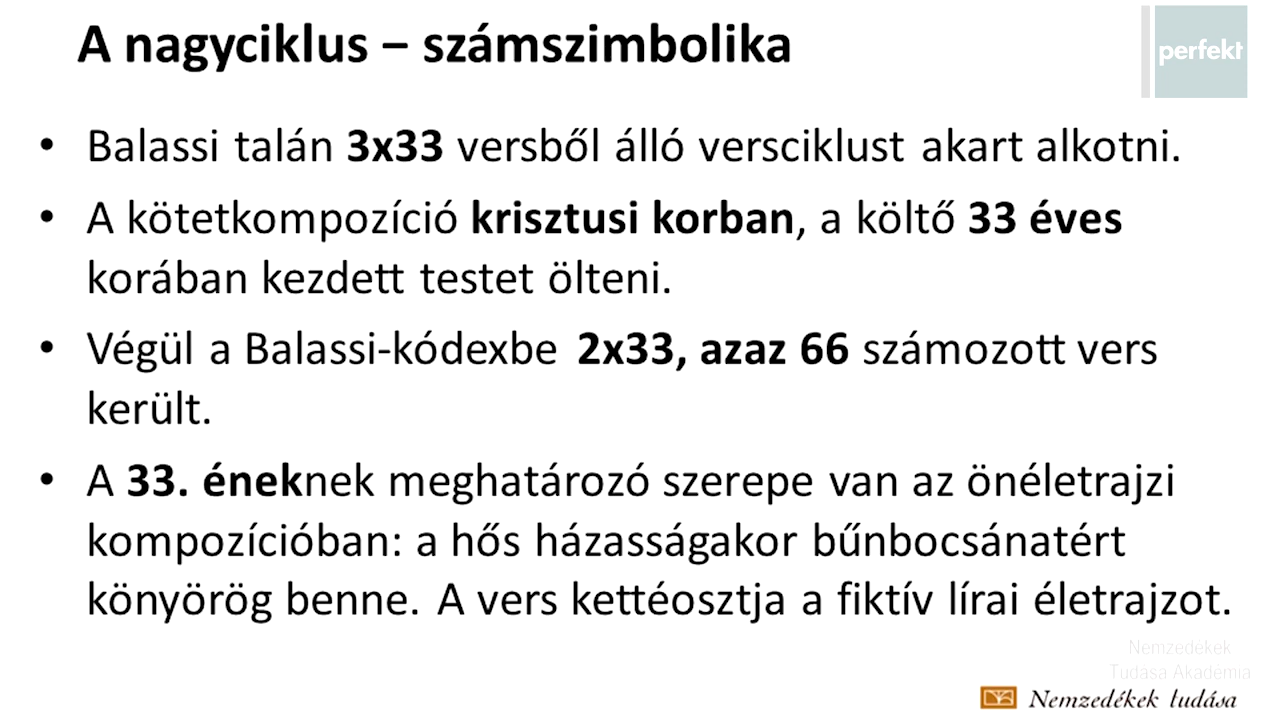 A nagyciklus – számszimbolika
perfekt
• Balassi talán 3x33 versből álló versciklust akart alkotni.
• A kötetkompozíció krisztusi korban, a költő 33 éves
korában kezdett testet ölteni.
• Végül a Balassi-kódexbe 2x33, azaz 66 számozott vers
került.
• A 33. éneknek meghatározó szerepe van az önéletrajzi
kompozícióban: a hős házasságakor bűnbocsánatért
könyörög benne. A vers kettéosztja a fiktív lírai életrajzot.
Nemzedékek
Tudása Akadémia
Nemzedékek tudása